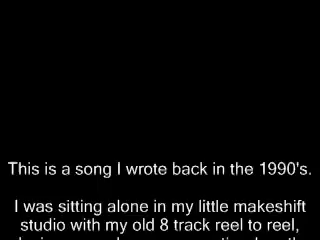 This is a song I wrote back in the 1990's.
I was sitting alone in my little makeshift
studio with my old 8 track reel to reel,